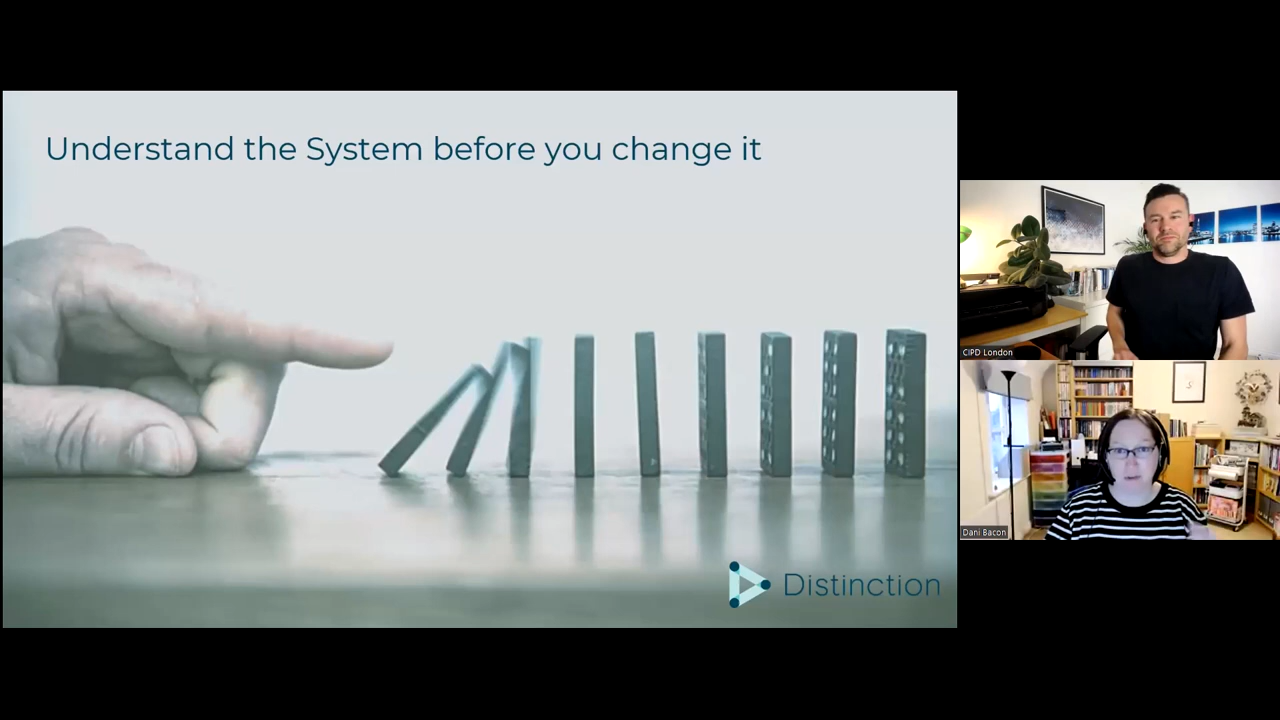 Understand the System before you change it
Distinction
CIPD London
Dani Bacon